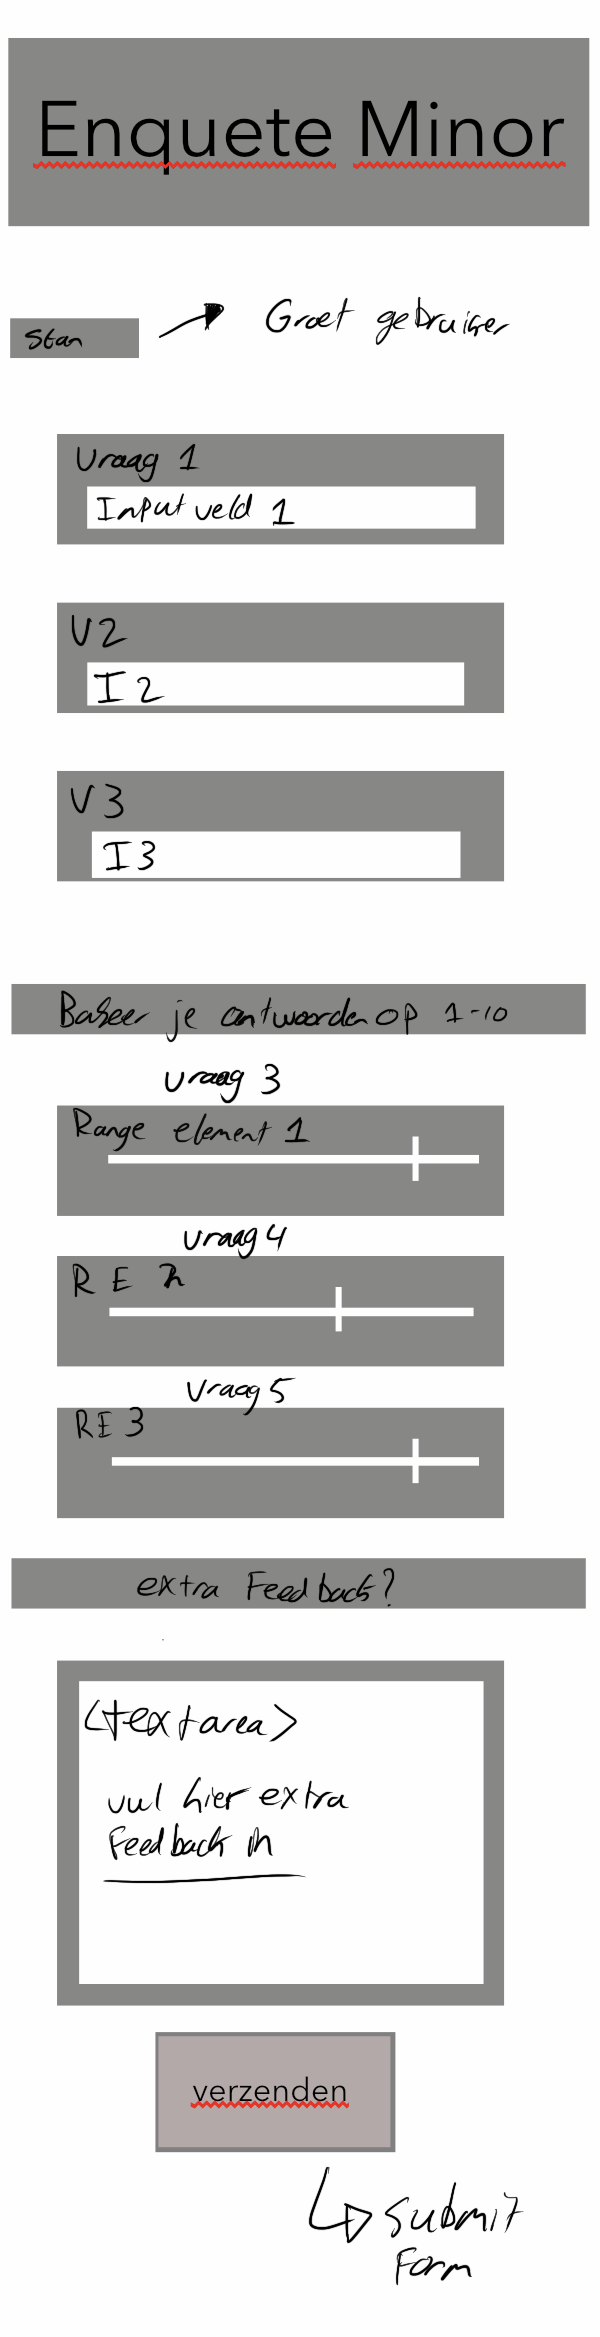 Enquete Minor
Stan
Groet gebruiker
Vraag 1
Input veld 1
V2
I 2
V3
I3
Baseer je antwoorden op 1-10
vraag 3
Range element 1
vraag 4
R E 2
vraag 5
RE 3
extra Feedback?
<textarea>
vul hier extra
Feedback in
verzenden
submit
Form